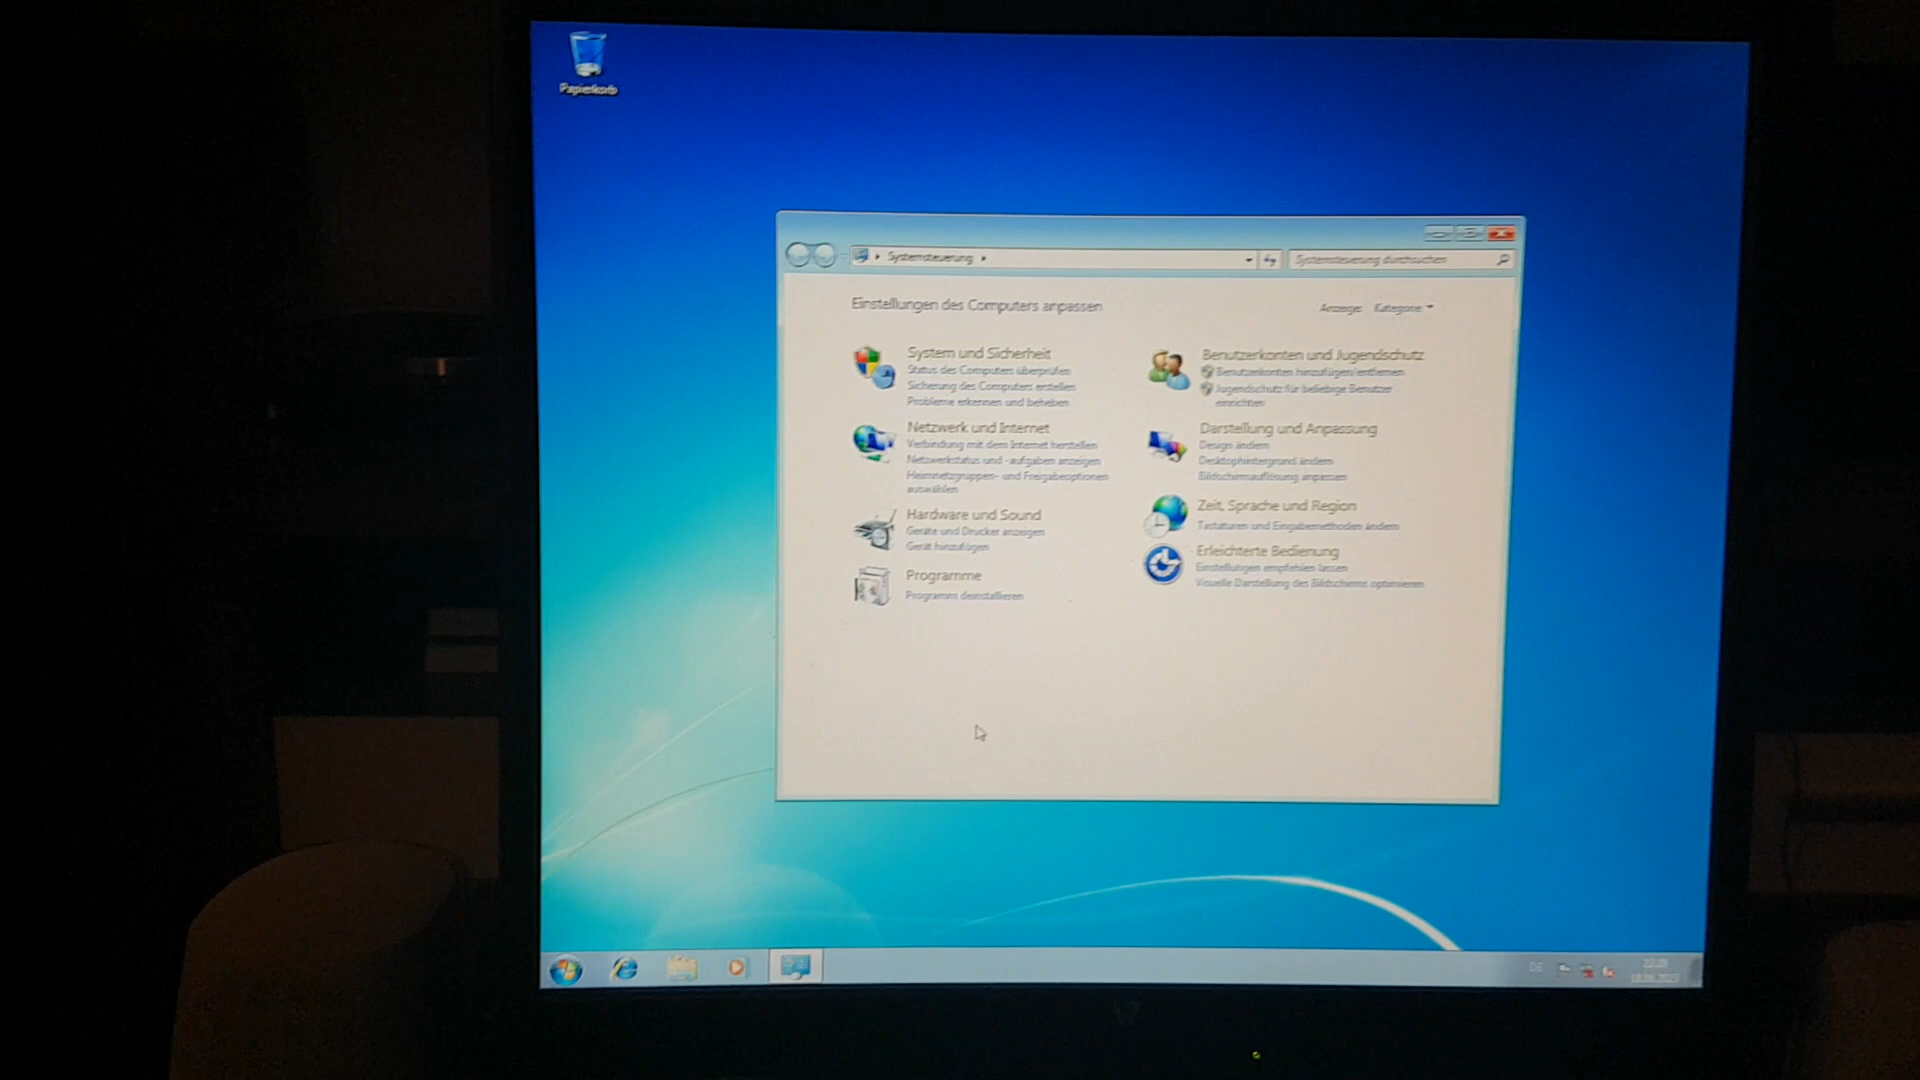 Papierkorb
Systemsteuerung
Systemsteuerung durchsuchen
Einstellungen des Computers anpassen
Anzeige: Kategorie
System und Sicherheit
Status des Computers überprüfen
Sicherung des Computers erstellen
Probleme erkennen und beheben
Netzwerk und Internet
Verbindung mit dem Internet herstellen
Netzwerkstatus und -aufgaben anzeigen
Heimnetzgruppen- und Freigabeoptionen
auswählen
Hardware und Sound
Geräte und Drucker anzeigen
Gerät hinzufügen
Programme
Programm deinstallieren
Benutzerkonten und Jugendschutz
Benutzerkonten hinzufügen/entfernen
Jugendschutz für beliebige Benutzer
einrichten
Darstellung und Anpassung
Design ändern
Desktophintergrund ändern
Bildschirmauflösung anpassen
Zeit, Sprache und Region
Tastaturen und Eingabemethoden ändern
Erleichterte Bedienung
Einstellungen empfehlen lassen
Visuelle Darstellung des Bildschirms optimieren
DE